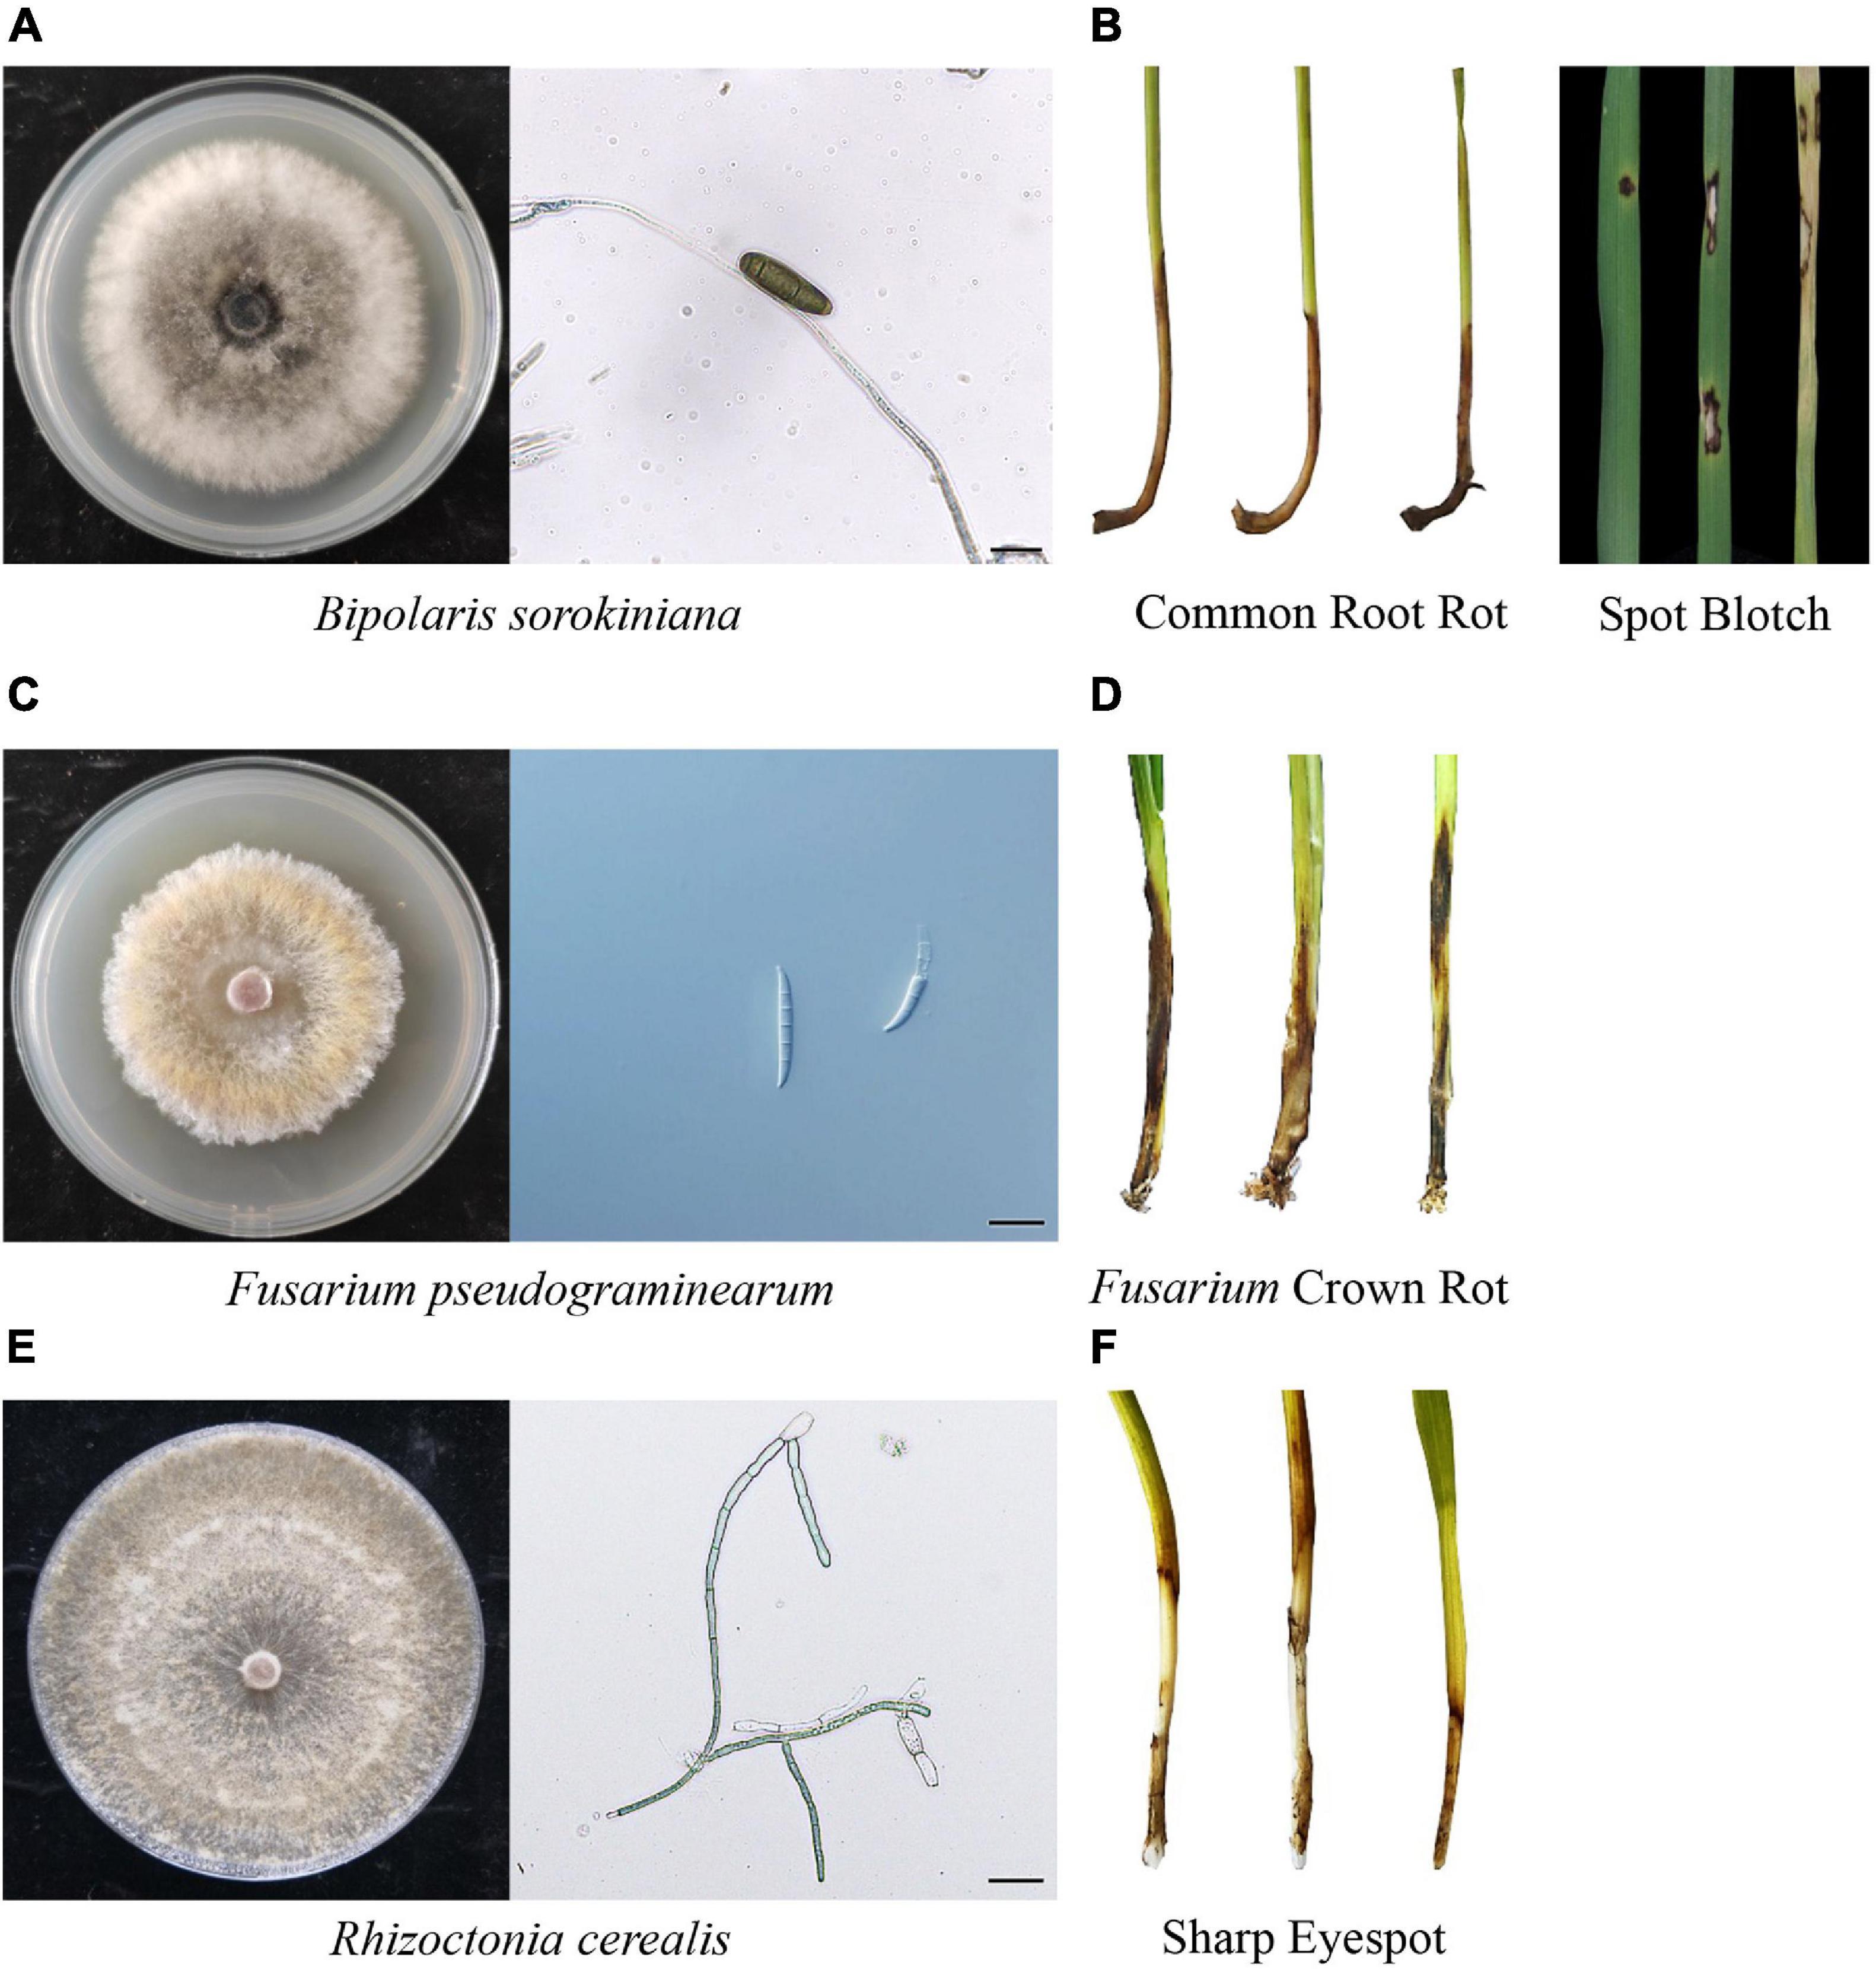 A
B
Bipolaris sorokiniana
Common Root Rot
Spot Blotch
C
D
Fusarium pseudograminearum
Fusarium Crown Rot
E
F
Rhizoctonia cerealis
Sharp Eyespot